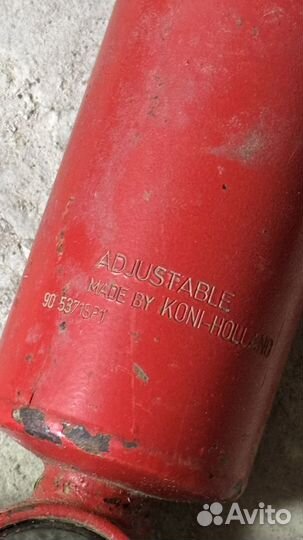 ADJUSTABLE
MADE BY KONI-HOLLAND
90 5371SP1
Avito